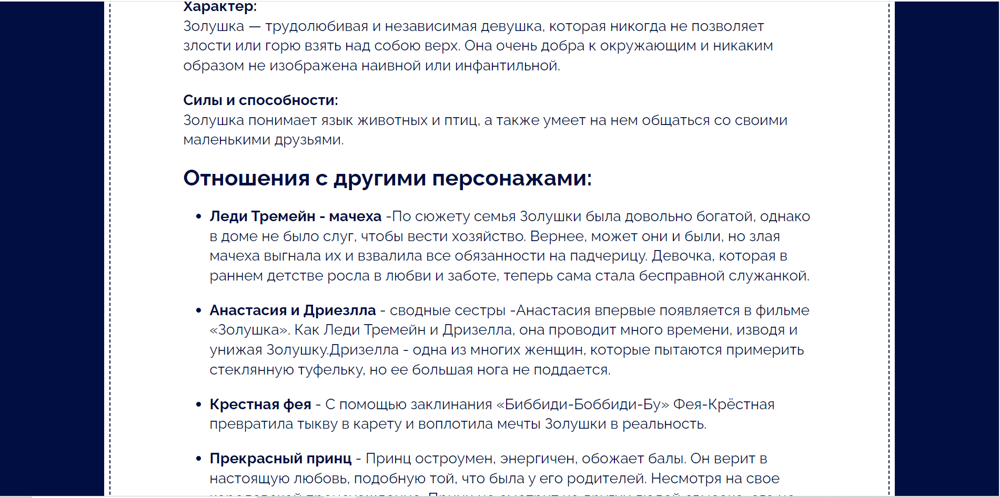 Характер:
Золушка — трудолюбивая и независимая девушка, которая никогда не позволяет
злости или горю взять над собою верх. Она очень добра к окружающим и никаким
образом не изображена наивной или инфантильной.
Силы и способности:
Золушка понимает язык животных и птиц, а также умеет на нем общаться со своими
маленькими друзьями.
Отношения с другими персонажами:
• Леди Тремейн - мачеха -По сюжету семья Золушки была довольно богатой, однако
в доме не было слуг, чтобы вести хозяйство. Вернее, может они и были, но злая
мачеха выгнала их и взвалила все обязанности на падчерицу. Девочка, которая в
раннем детстве росла в любви и заботе, теперь сама стала бесправной служанкой.
• Анастасия и Дриезлла - сводные сестры -Анастасия впервые появляется в фильме
«Золушка». Как Леди Тремейн и Дризелла, она проводит много времени, изводя и
унижая Золушку.Дризелла - одна из многих женщин, которые пытаются примерить
стеклянную туфельку, но ее большая нога не поддается.
• Крестная фея - С помощью заклинания «Биббиди-Боббиди-Бу» Фея-Крёстная
превратила тыкву в карету и воплотила мечты Золушки в реальность.
• Прекрасный принц - Принц остроумен, энергичен, обожает балы. Он верит в
настоящую любовь, подобную той, что была у его родителей. Несмотря на свое